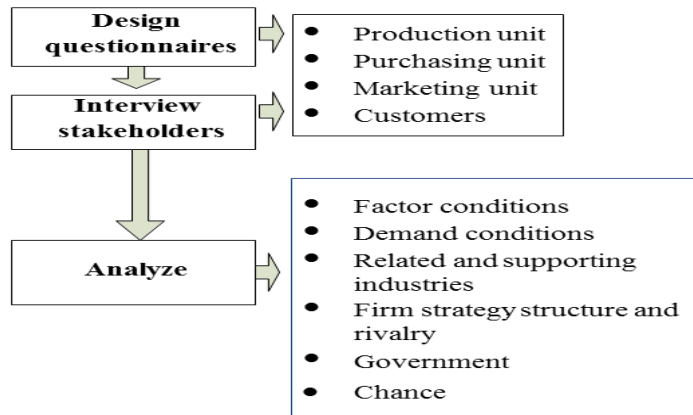 Design
questionnaires
• Production unit
• Purchasing unit
• Marketing unit
• Customers
Interview
stakeholders
Analyze
• Factor conditions
• Demand conditions
• Related and supporting
industries
• Firm strategy structure and
rivalry
• Government
• Chance